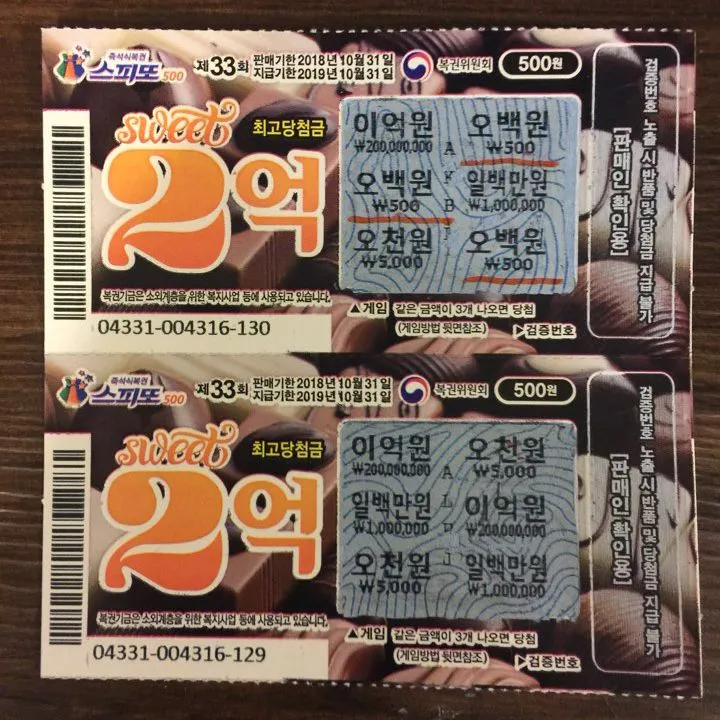 즉석식복권
스피또500
제33회
판매기한 2018년 10월 31일
지급기한 2019년 10월 31일
복권위원회
500원
sweet
2억
최고당첨금
이억원 오백원
₩200,000,000 ₩500
오백원 일백만원
₩500 ₩1,000,000
오천원 오백원
₩5,000 ₩500
복권기금은 소외계층을 위한 복지사업 등에 사용되고 있습니다.
▲게임 같은 금액이 3개 나오면 당첨
(게임방법 뒷면참조) ▶검증번호
04331-004316-130
검증번호 노출 시 반품 및 당첨금 지급 불가
[판매인 확인용]
즉석식복권
스피또500
제33회
판매기한 2018년 10월 31일
지급기한 2019년 10월 31일
복권위원회
500원
sweet
2억
최고당첨금
이억원 오천원
₩200,000,000 ₩5,000
일백만원 이억원
₩1,000,000 ₩200,000,000
오천원 일백만원
₩5,000 ₩1,000,000
복권기금은 소외계층을 위한 복지사업 등에 사용되고 있습니다.
▲게임 같은 금액이 3개 나오면 당첨
(게임방법 뒷면참조) ▶검증번호
04331-004316-129
검증번호 노출 시 반품 및 당첨금 지급 불가
[판매인 확인용]